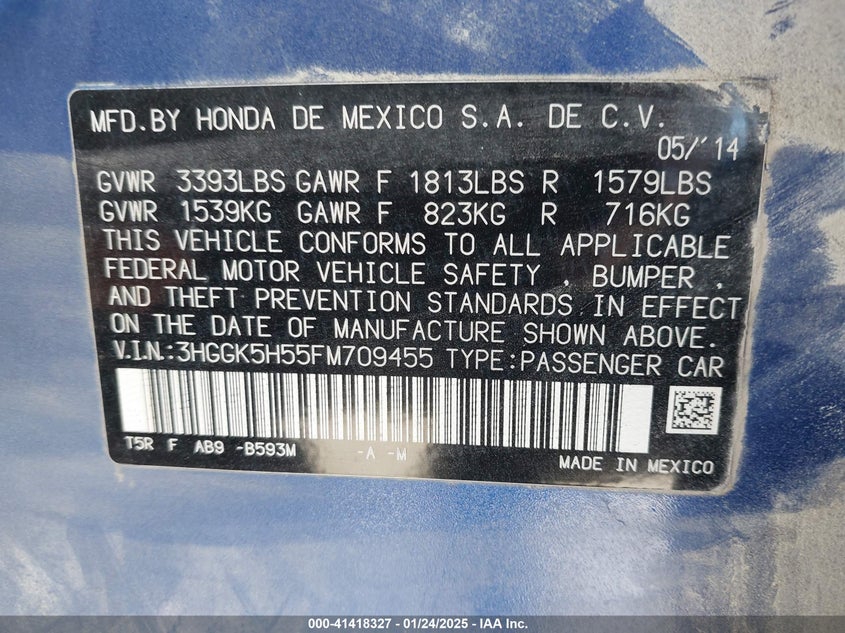 MFD.BY HONDA DE MEXICO S.A. DE C.V.
05/'14
GVWR 3393LBS GAWR F 1813LBS R 1579LBS
GVWR 1539KG GAWR F 823KG R 716KG
THIS VEHICLE CONFORMS TO ALL APPLICABLE
FEDERAL MOTOR VEHICLE SAFETY , BUMPER ,
AND THEFT PREVENTION STANDARDS IN EFFECT
ON THE DATE OF MANUFACTURE SHOWN ABOVE.
V.I.N.:3HGGK5H55FM709455 TYPE:PASSENGER CAR
T5R F AB9 -B593M -A -M
MADE IN MEXICO
000-41418327 - 01/24/2025 - IAA Inc.